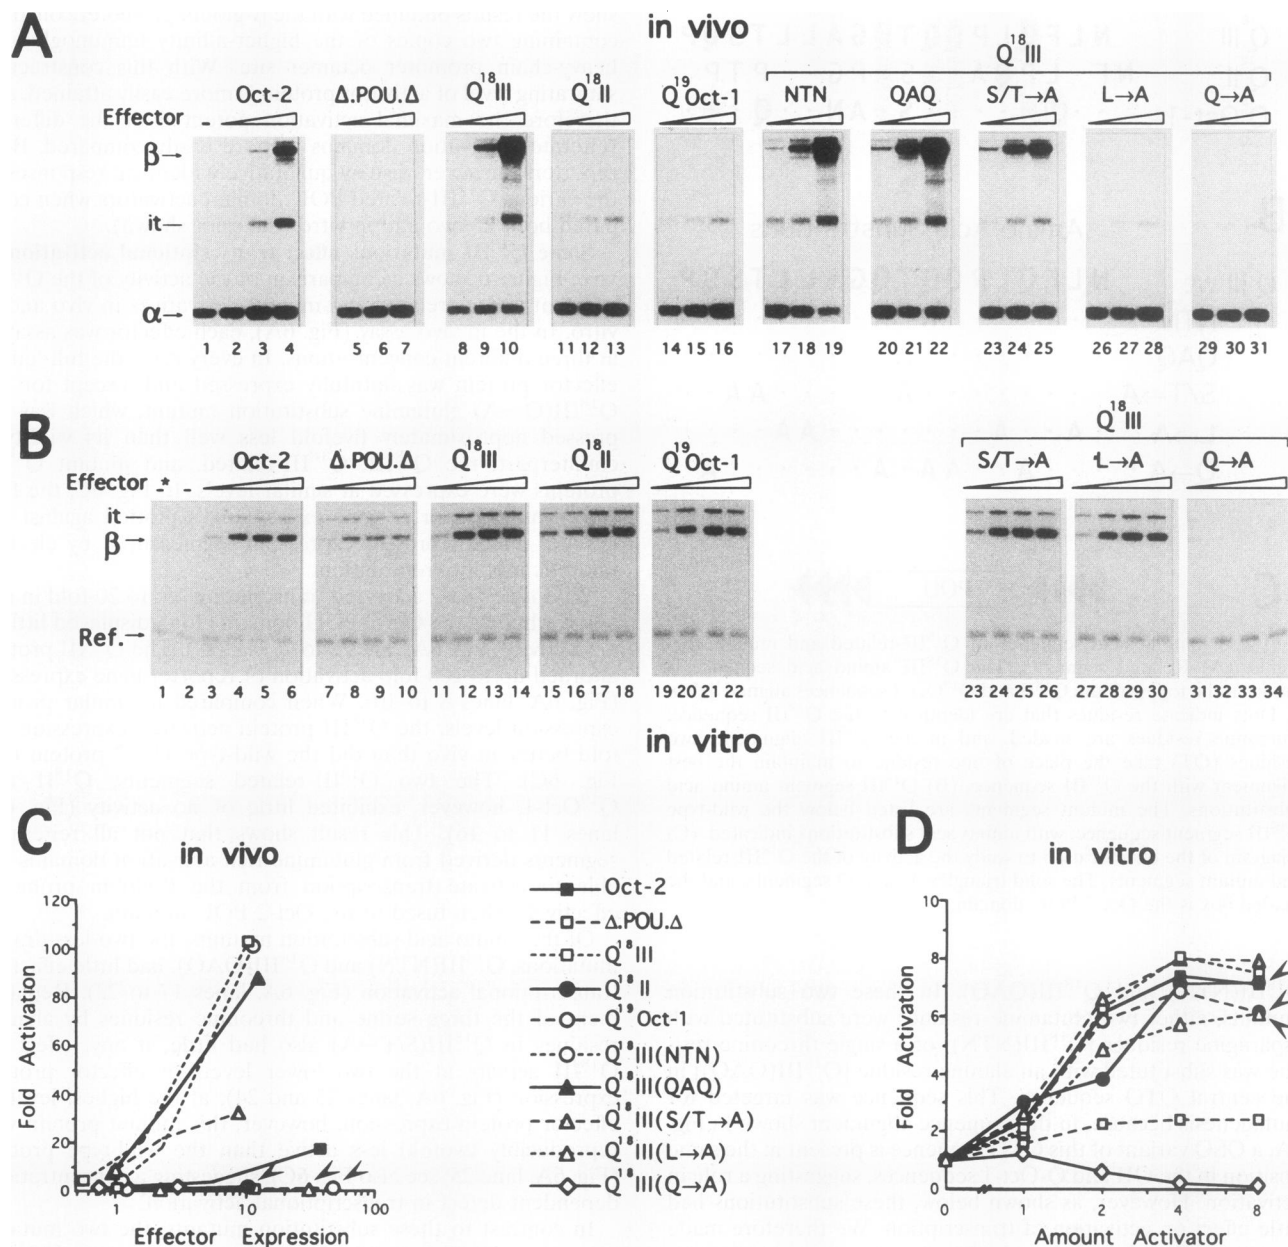 A in vivo
Q¹⁸III
Oct-2 Δ.POU.Δ Q¹⁸III Q¹⁸II Q¹⁹Oct-1 NTN QAQ S/T→A L→A Q→A
Effector -
β→
it→
α→
1 2 3 4 5 6 7 8 9 10 11 12 13 14 15 16 17 18 19 20 21 22 23 24 25 26 27 28 29 30 31
B
Q¹⁸III
Oct-2 Δ.POU.Δ Q¹⁸III Q¹⁸II Q¹⁹Oct-1 S/T→A L→A Q→A
Effector * -
it→
β→
Ref.→
1 2 3 4 5 6 7 8 9 10 11 12 13 14 15 16 17 18 19 20 21 22 23 24 25 26 27 28 29 30 31 32 33 34
in vitro
C in vivo
Fold Activation
120
100
80
60
40
20
0
1 10 100
Effector Expression
Oct-2
Δ.POU.Δ
Q¹⁸III
Q¹⁸II
Q¹⁹Oct-1
Q¹⁸III(NTN)
Q¹⁸III(QAQ)
Q¹⁸III(S/T→A)
Q¹⁸III(L→A)
Q¹⁸III(Q→A)
D in vitro
Fold Activation
10
8
6
4
2
0
0 2 4 8
Amount Activator